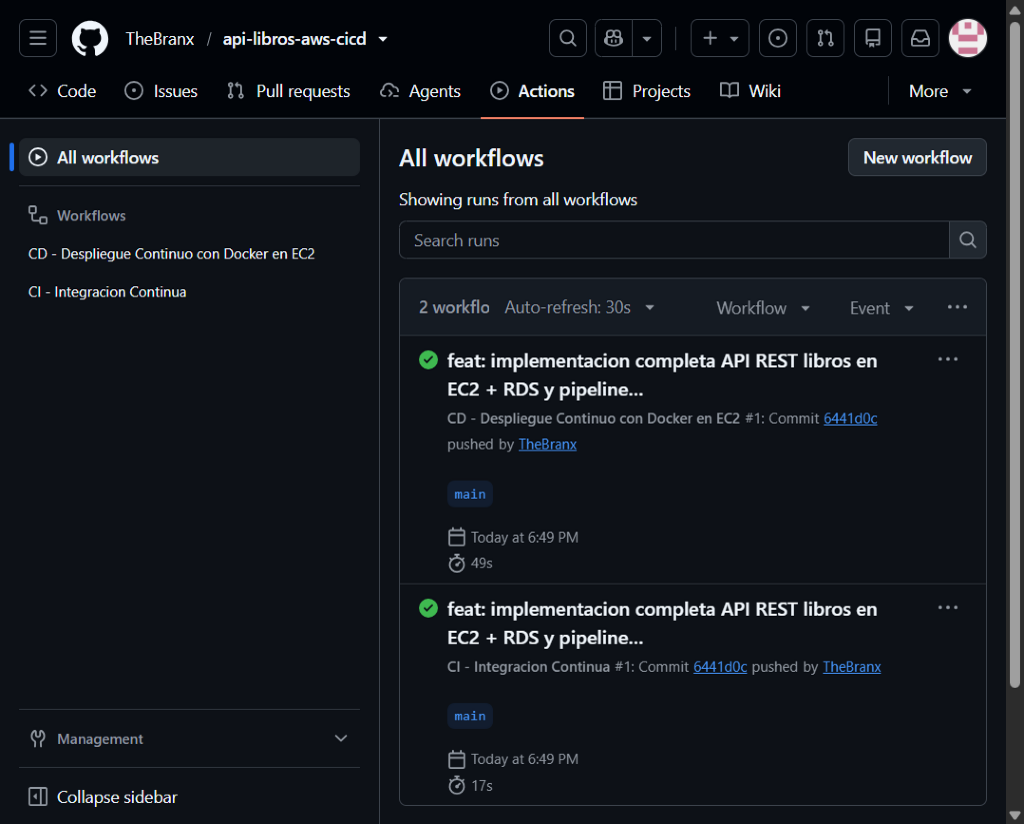 TheBranx / api-libros-aws-cicd
Code Issues Pull requests Agents Actions Projects Wiki More
All workflows
Workflows
CD - Despliegue Continuo con Docker en EC2
CI - Integracion Continua
Management
Collapse sidebar
All workflows
New workflow
Showing runs from all workflows
Search runs
2 workflo Auto-refresh: 30s Workflow Event
feat: implementacion completa API REST libros en
EC2 + RDS y pipeline...
CD - Despliegue Continuo con Docker en EC2 #1: Commit 6441d0c
pushed by TheBranx
main
Today at 6:49 PM
49s
feat: implementacion completa API REST libros en
EC2 + RDS y pipeline...
CI - Integracion Continua #1: Commit 6441d0c pushed by TheBranx
main
Today at 6:49 PM
17s